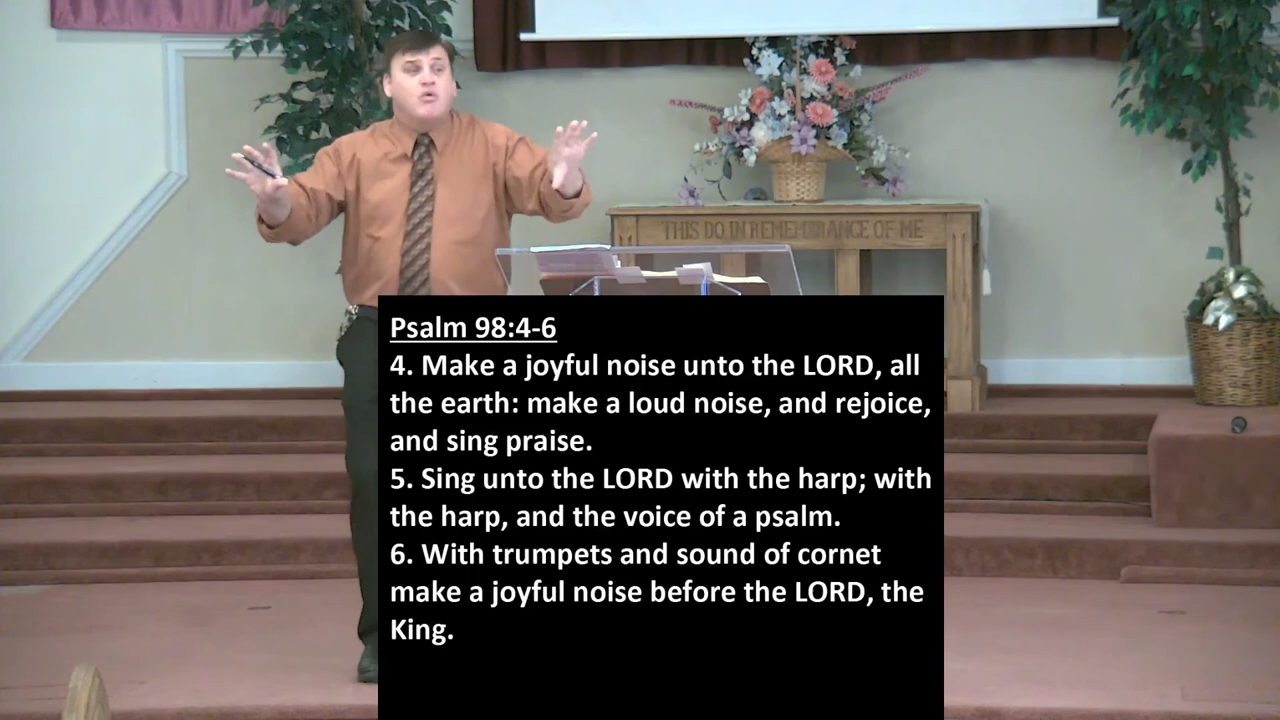 THIS DO IN REMEMBRANCE OF ME
Psalm 98:4-6
4. Make a joyful noise unto the LORD, all
the earth: make a loud noise, and rejoice,
and sing praise.
5. Sing unto the LORD with the harp; with
the harp, and the voice of a psalm.
6. With trumpets and sound of cornet
make a joyful noise before the LORD, the
King.